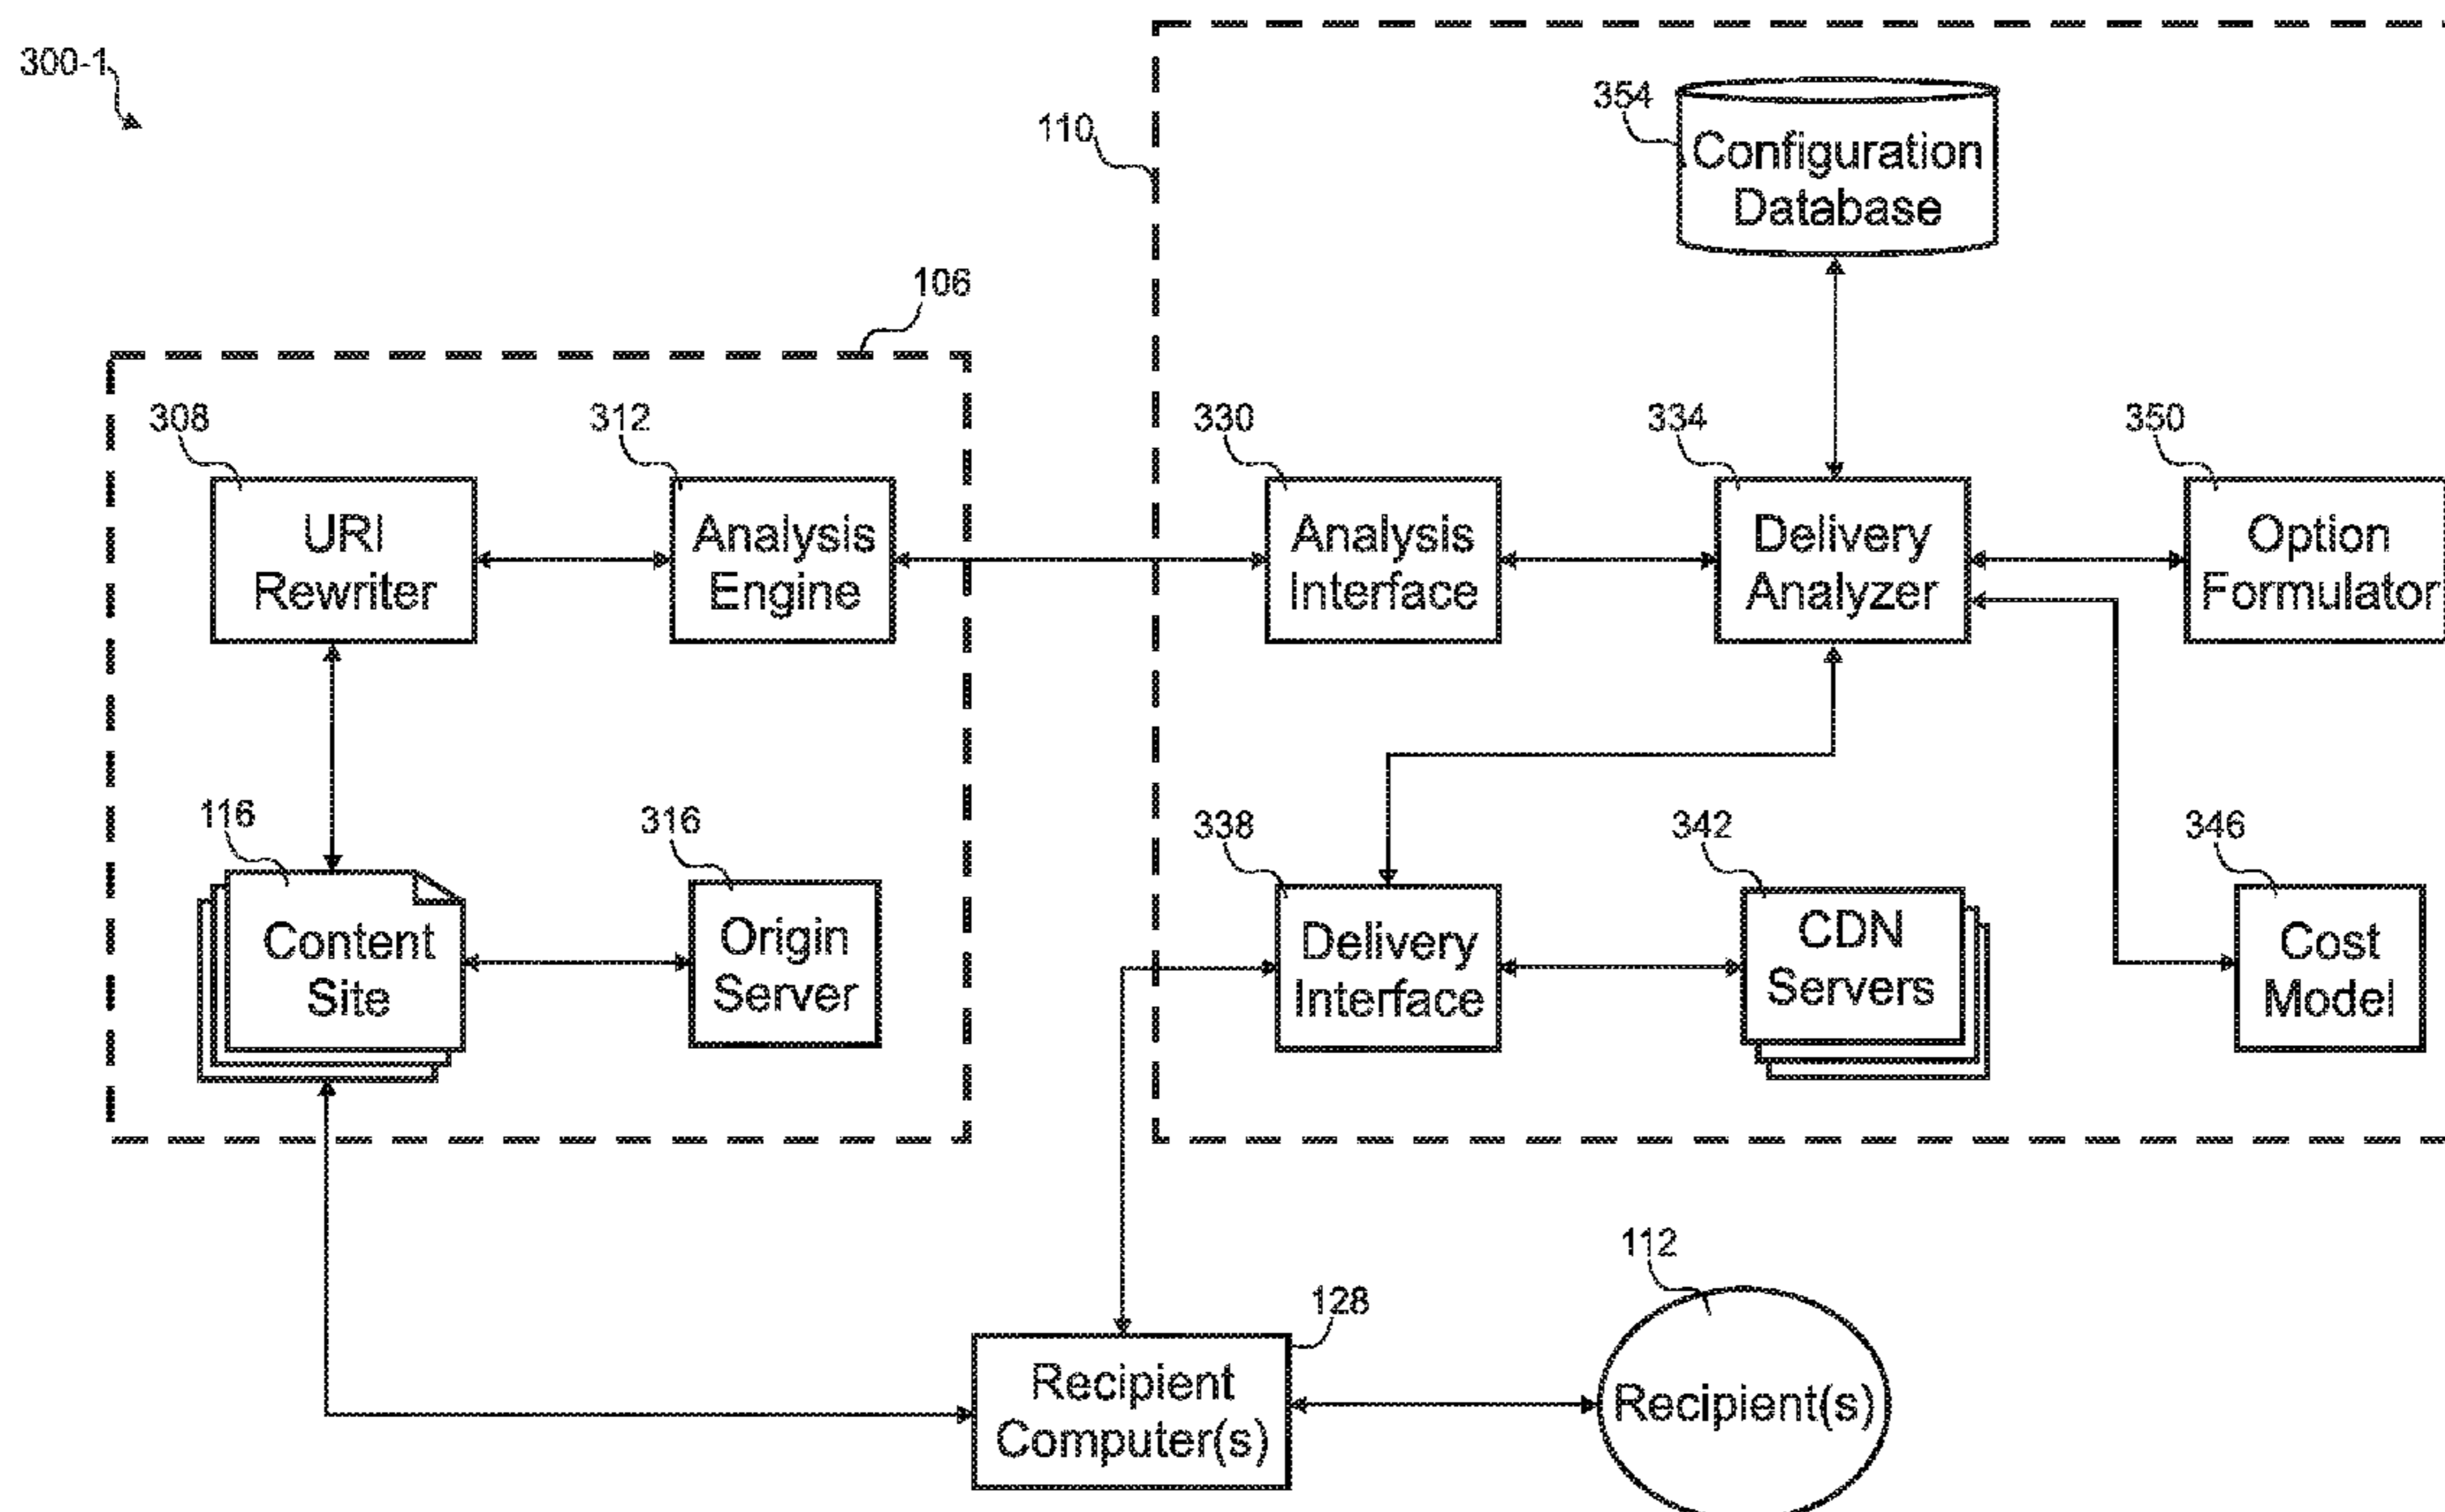 300-1
110
354
Configuration
Database
106
308
URI
Rewriter
312
Analysis
Engine
330
Analysis
Interface
334
Delivery
Analyzer
350
Option
Formulator
116
Content
Site
316
Origin
Server
338
Delivery
Interface
342
CDN
Servers
346
Cost
Model
128
Recipient
Computer(s)
112
Recipient(s)